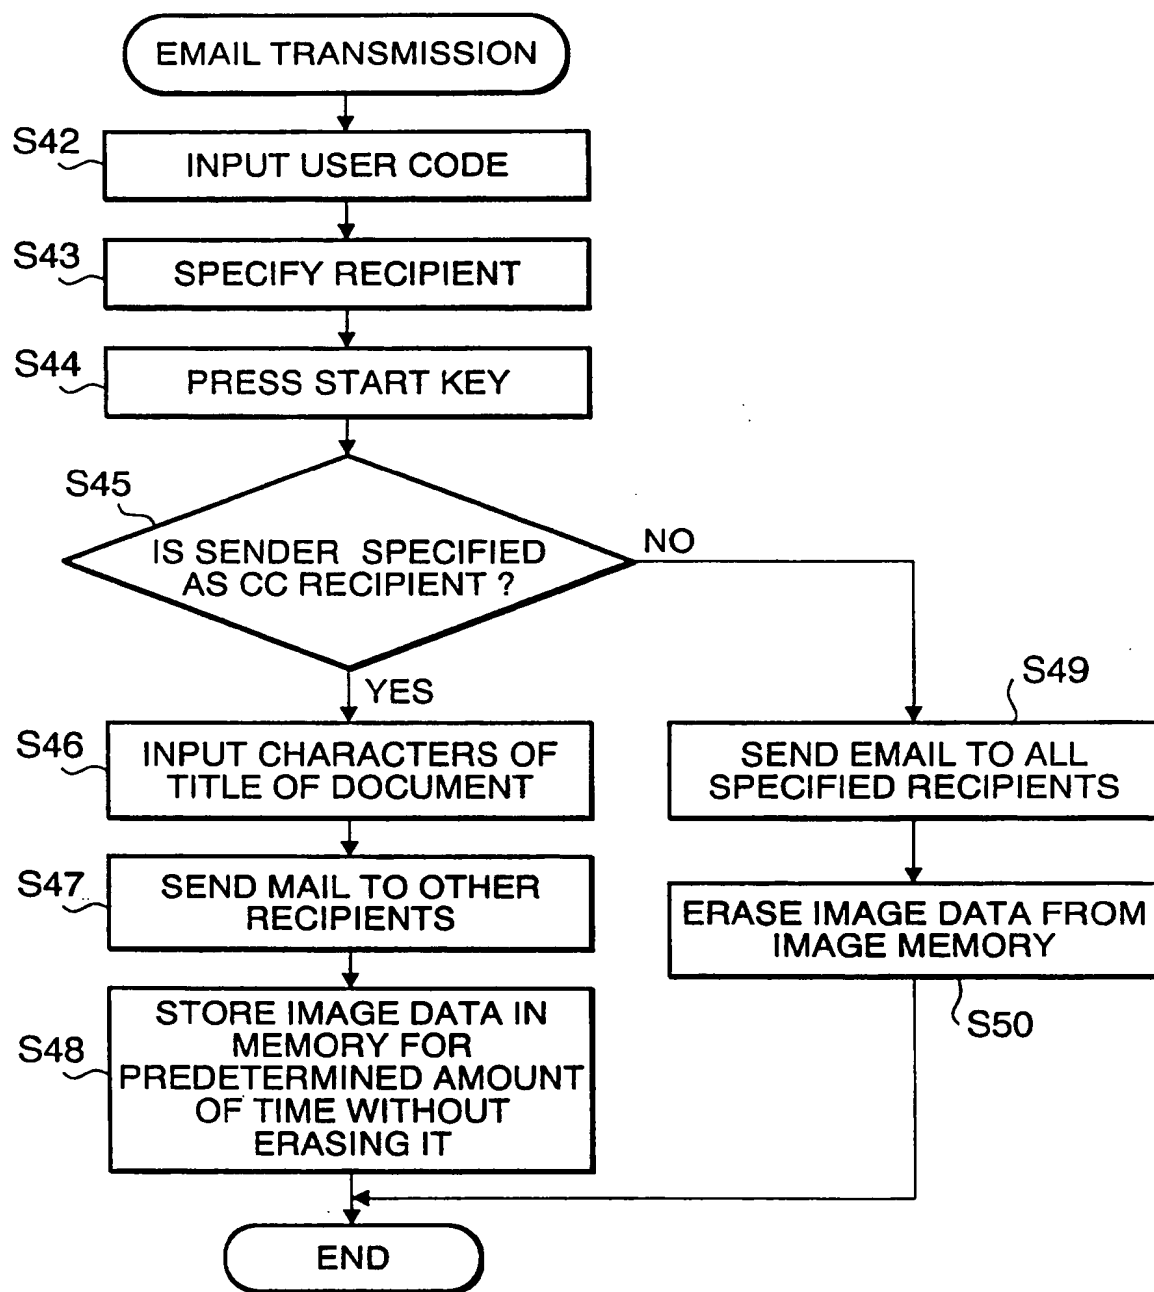 EMAIL TRANSMISSION
S42
INPUT USER CODE
S43
SPECIFY RECIPIENT
S44
PRESS START KEY
S45
IS SENDER SPECIFIED
AS CC RECIPIENT ?
NO
YES
S46
INPUT CHARACTERS OF
TITLE OF DOCUMENT
S47
SEND MAIL TO OTHER
RECIPIENTS
S48
STORE IMAGE DATA IN
MEMORY FOR
PREDETERMINED AMOUNT
OF TIME WITHOUT
ERASING IT
S49
SEND EMAIL TO ALL
SPECIFIED RECIPIENTS
ERASE IMAGE DATA FROM
IMAGE MEMORY
S50
END